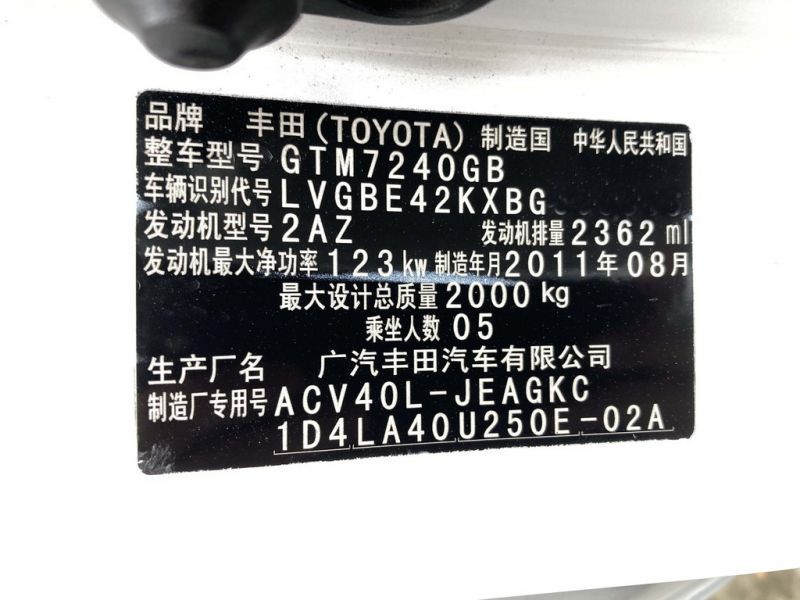 品牌 丰田(TOYOTA) 制造国 中华人民共和国
整车型号 GTM7240GB
车辆识别代号 LVGBE42KXBG
发动机型号 2AZ 发动机排量 2362 ml
发动机最大净功率 123kw 制造年月 2011年08月
最大设计总质量 2000 kg
乘坐人数 05
生产厂名 广汽丰田汽车有限公司
制造厂专用号 ACV40L-JEAGKC
1D4LA40U250E-02A